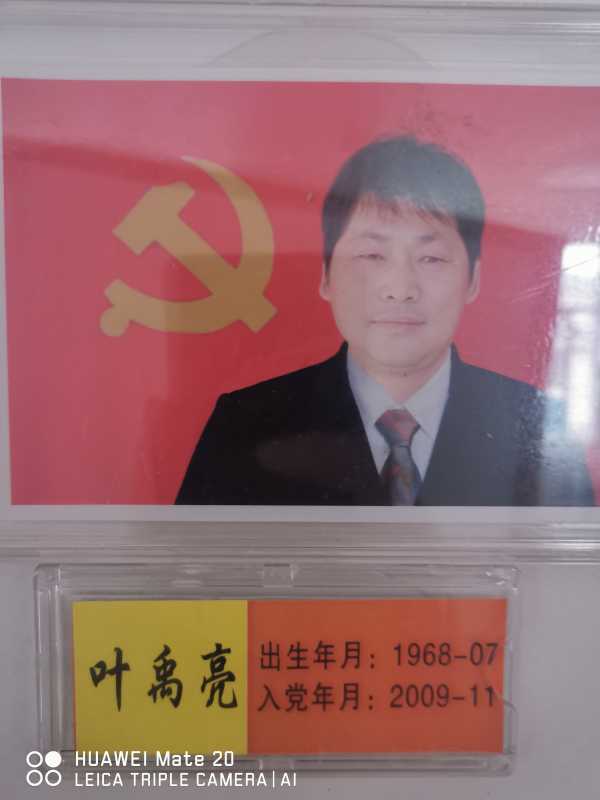 叶禹亮
出生年月：1968-07
入党年月：2009-11
HUAWEI Mate 20
LEICA TRIPLE CAMERA | AI